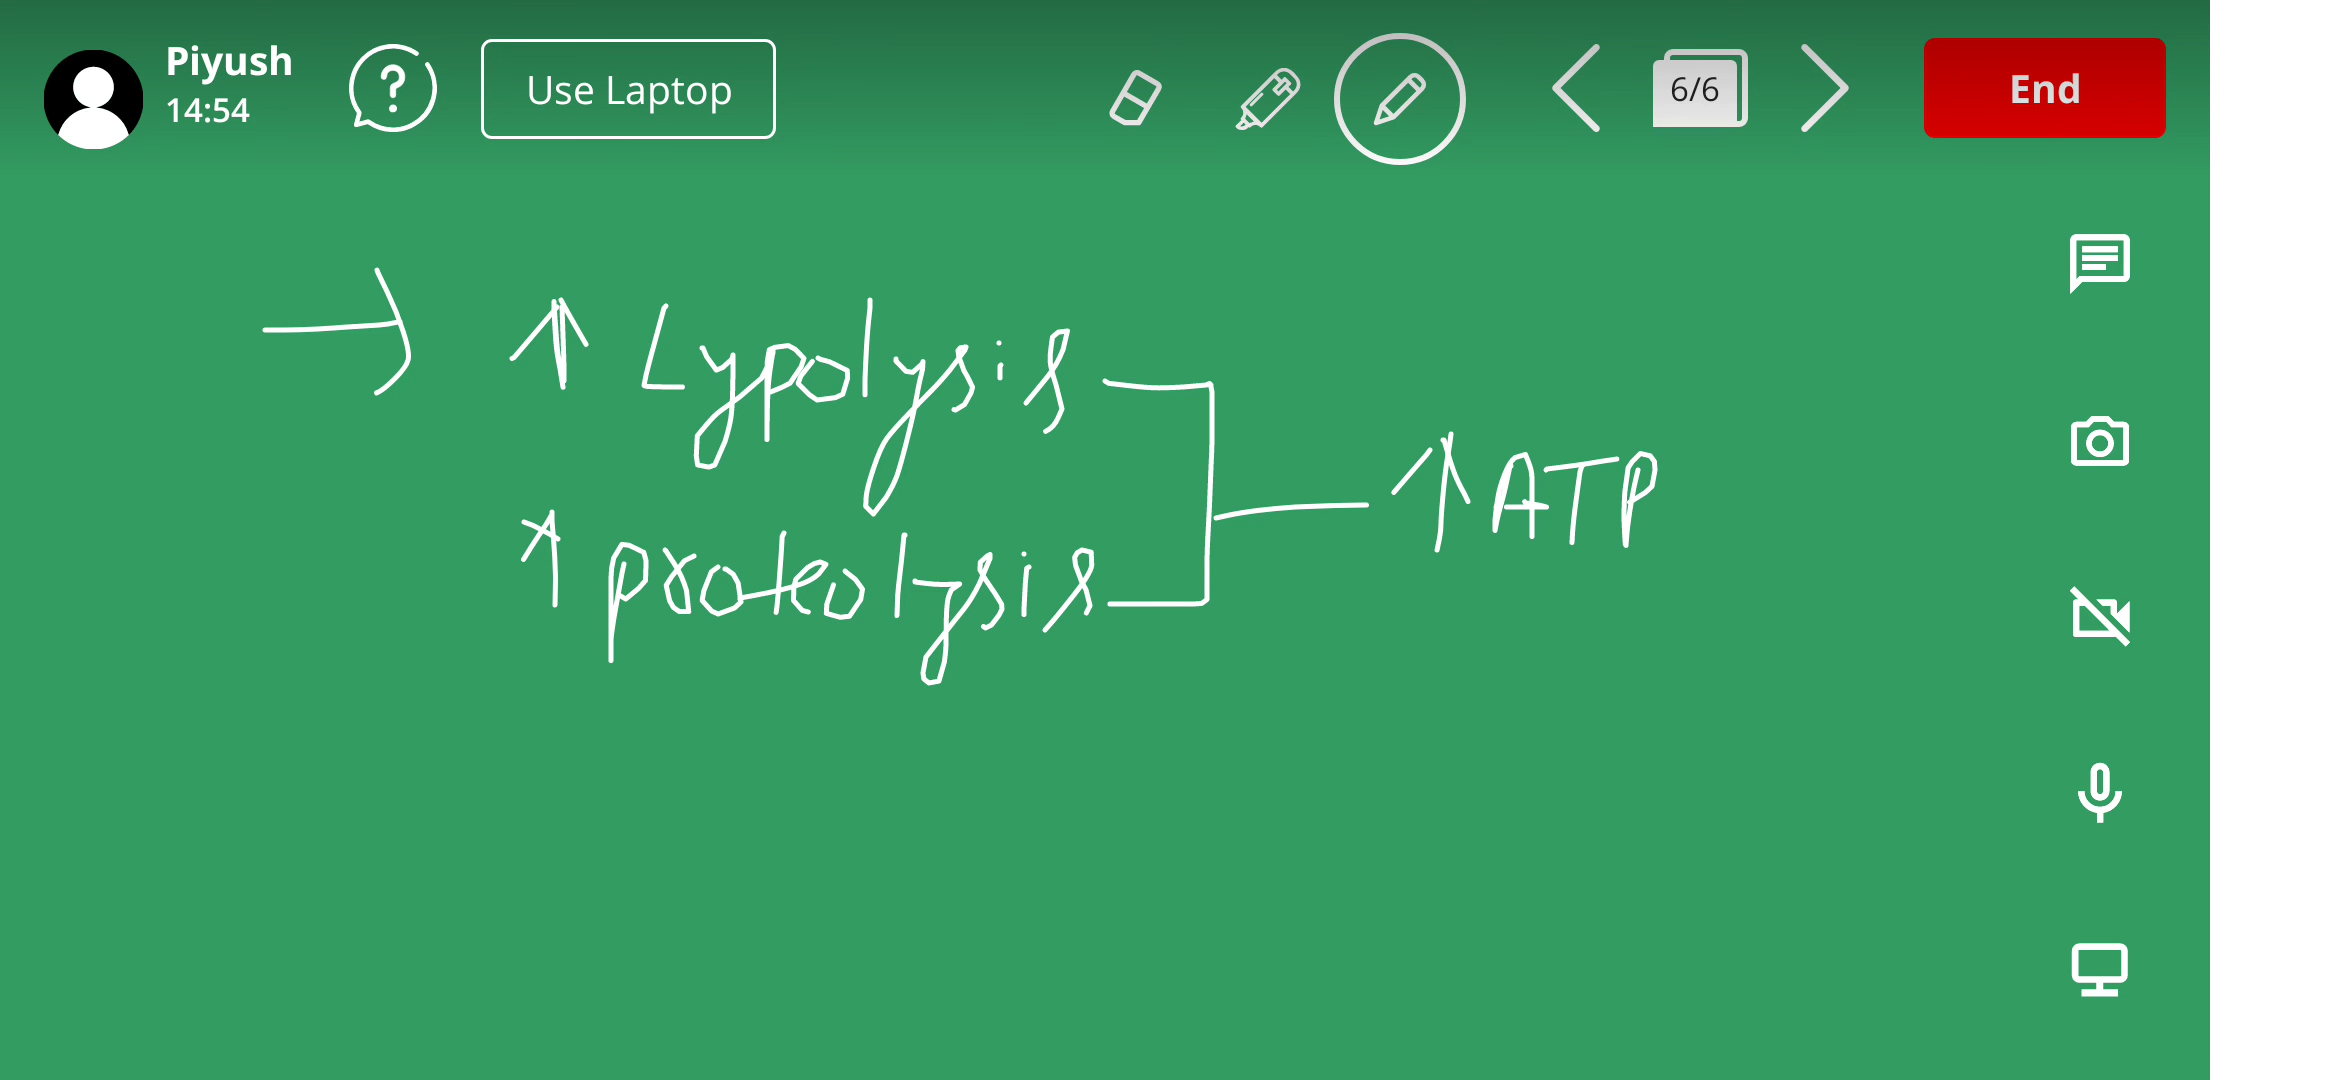 Piyush
14:54
Use Laptop
6/6
End
→ ↑ Lypolysis
↑ proteolysis
↑ ATP